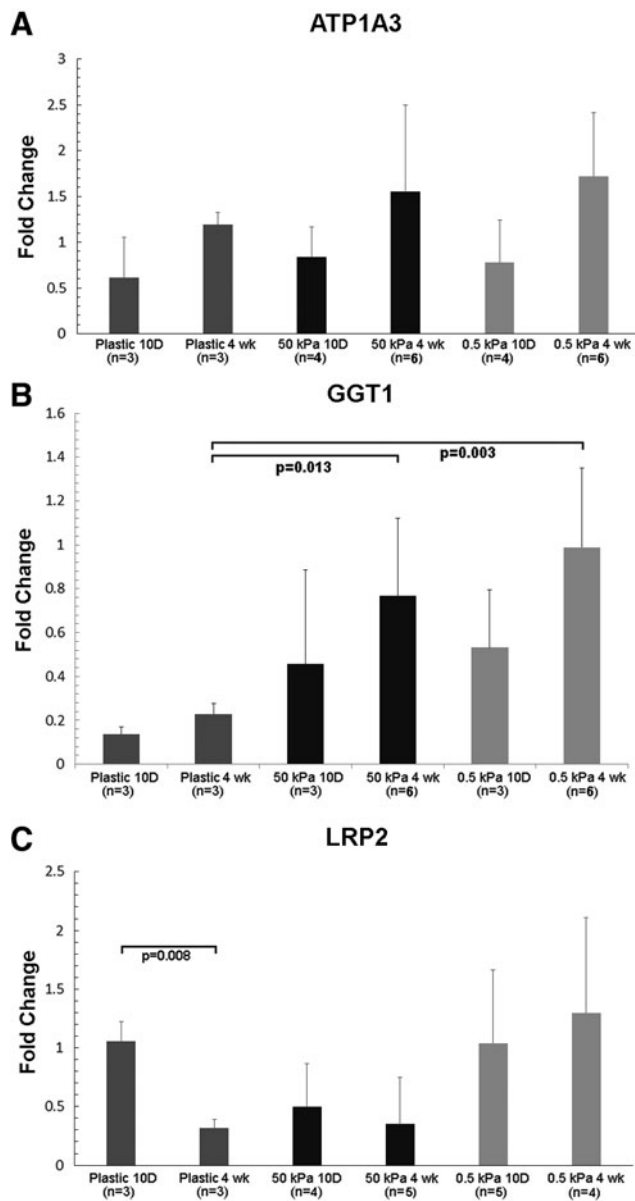 A
ATP1A3
Fold Change
3
2.5
2
1.5
1
0.5
0
Plastic 10D Plastic 4 wk 50 kPa 10D 50 kPa 4 wk 0.5 kPa 10D 0.5 kPa 4 wk
(n=3) (n=3) (n=4) (n=6) (n=4) (n=6)
B
GGT1
Fold Change
1.6
1.4
1.2
1
0.8
0.6
0.4
0.2
0
p=0.013
p=0.003
Plastic 10D Plastic 4 wk 50 kPa 10D 50 kPa 4 wk 0.5 kPa 10D 0.5 kPa 4 wk
(n=3) (n=3) (n=3) (n=6) (n=3) (n=6)
C
LRP2
Fold Change
2.5
2
1.5
1
0.5
0
p=0.008
Plastic 10D Plastic 4 wk 50 kPa 10D 50 kPa 4 wk 0.5 kPa 10D 0.5 kPa 4 wk
(n=3) (n=3) (n=4) (n=5) (n=5) (n=4)